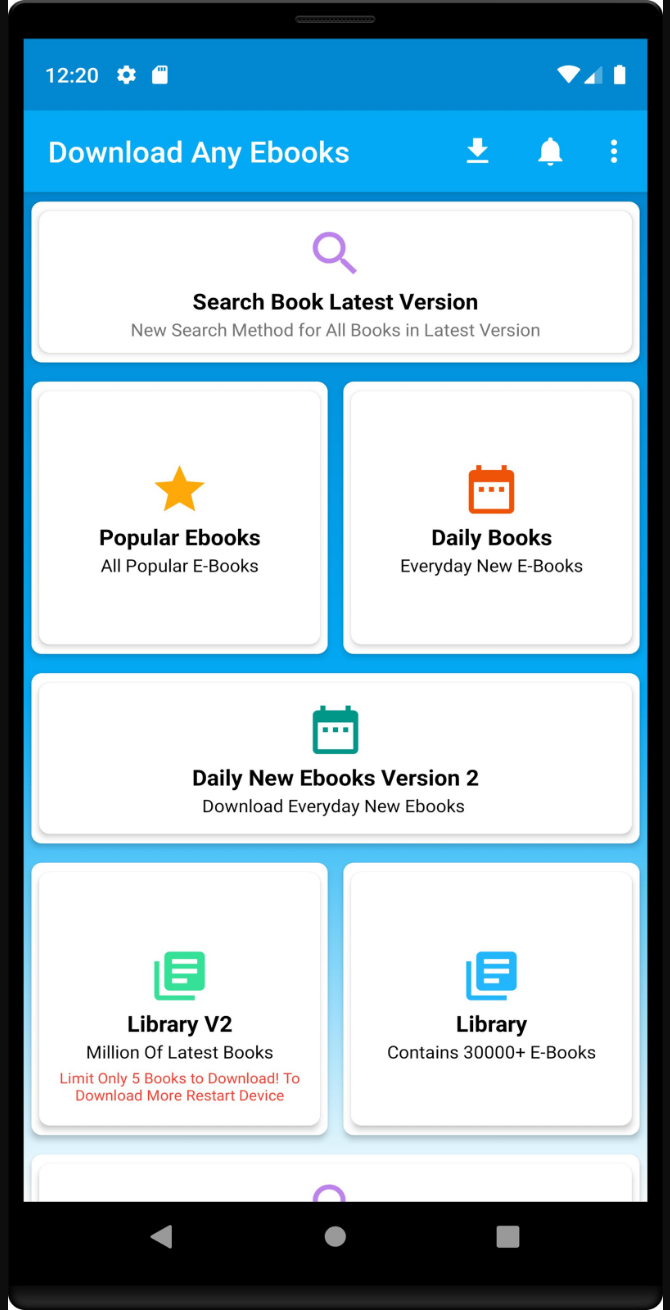 12:20
Download Any Ebooks
Search Book Latest Version
New Search Method for All Books in Latest Version
Popular Ebooks
All Popular E-Books
Daily Books
Everyday New E-Books
Daily New Ebooks Version 2
Download Everyday New Ebooks
Library V2
Million Of Latest Books
Limit Only 5 Books to Download! To
Download More Restart Device
Library
Contains 30000+ E-Books